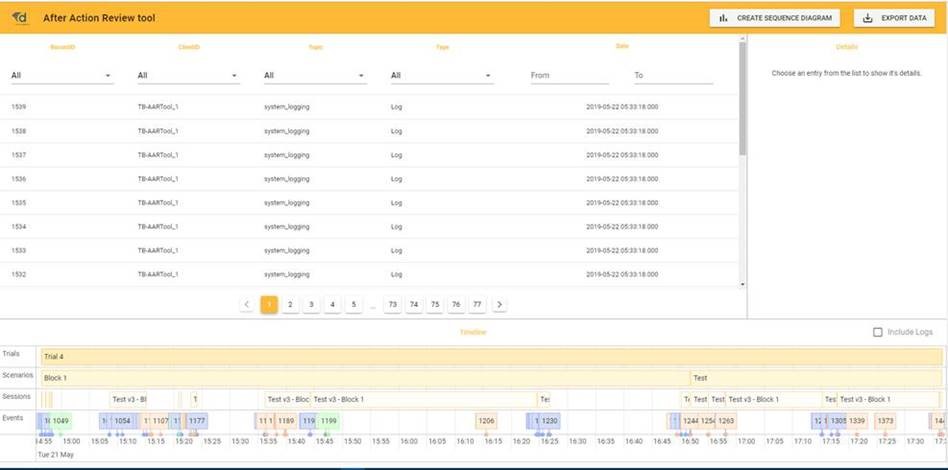 After Action Review tool
CREATE SEQUENCE DIAGRAM
EXPORT DATA
RecordID ClientID Topic Type Date
All All All All From To
1539 TB-AARTool_1 system_logging Log 2019-05-22 05:33:18.000
1538 TB-AARTool_1 system_logging Log 2019-05-22 05:33:18.000
1537 TB-AARTool_1 system_logging Log 2019-05-22 05:33:18.000
1536 TB-AARTool_1 system_logging Log 2019-05-22 05:33:18.000
1535 TB-AARTool_1 system_logging Log 2019-05-22 05:33:18.000
1534 TB-AARTool_1 system_logging Log 2019-05-22 05:33:18.000
1533 TB-AARTool_1 system_logging Log 2019-05-22 05:33:18.000
1532 TB-AARTool_1 system_logging Log 2019-05-22 05:33:18.000
1 2 3 4 5 ... 73 74 75 76 77
Details
Choose an entry from the list to show it's details.
Timeline
Include Logs
Trials Trial 4
Scenarios Block 1 Test
Sessions Test v3 - Bl Test v3 - Bloc Test v3 - Block 1 Tes Test Test Test v3 - Block 1 Tes Test v3 - Block 1
Events 1049 1054 1107 1177 1189 119 1199 1206 1230 1244 1254 1263 1305 1339 1373
14:55 15:00 15:05 15:10 15:15 15:20 15:25 15:30 15:35 15:40 15:45 15:50 15:55 16:05 16:10 16:15 16:20 16:25 16:30 16:35 16:40 16:45 16:50 16:55 17:00 17:05 17:10 17:15 17:20 17:25 17:30
Tue 21 May